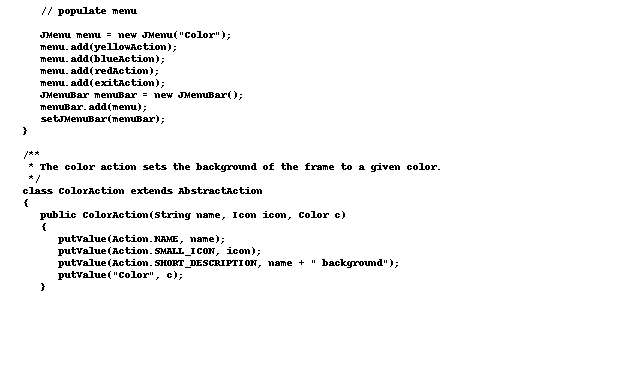 // populate menu

JMenu menu = new JMenu("Color");
menu.add(yellowAction);
menu.add(blueAction);
menu.add(redAction);
menu.add(exitAction);
JMenuBar menuBar = new JMenuBar();
menuBar.add(menu);
setJMenuBar(menuBar);
}

/**
* The color action sets the background of the frame to a given color.
*/
class ColorAction extends AbstractAction
{
public ColorAction(String name, Icon icon, Color c)
{
putValue(Action.NAME, name);
putValue(Action.SMALL_ICON, icon);
putValue(Action.SHORT_DESCRIPTION, name + " background");
putValue("Color", c);
}